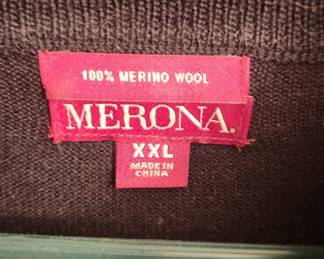 100% MERINO WOOL
MERONA.
XXL
MADE IN
CHINA